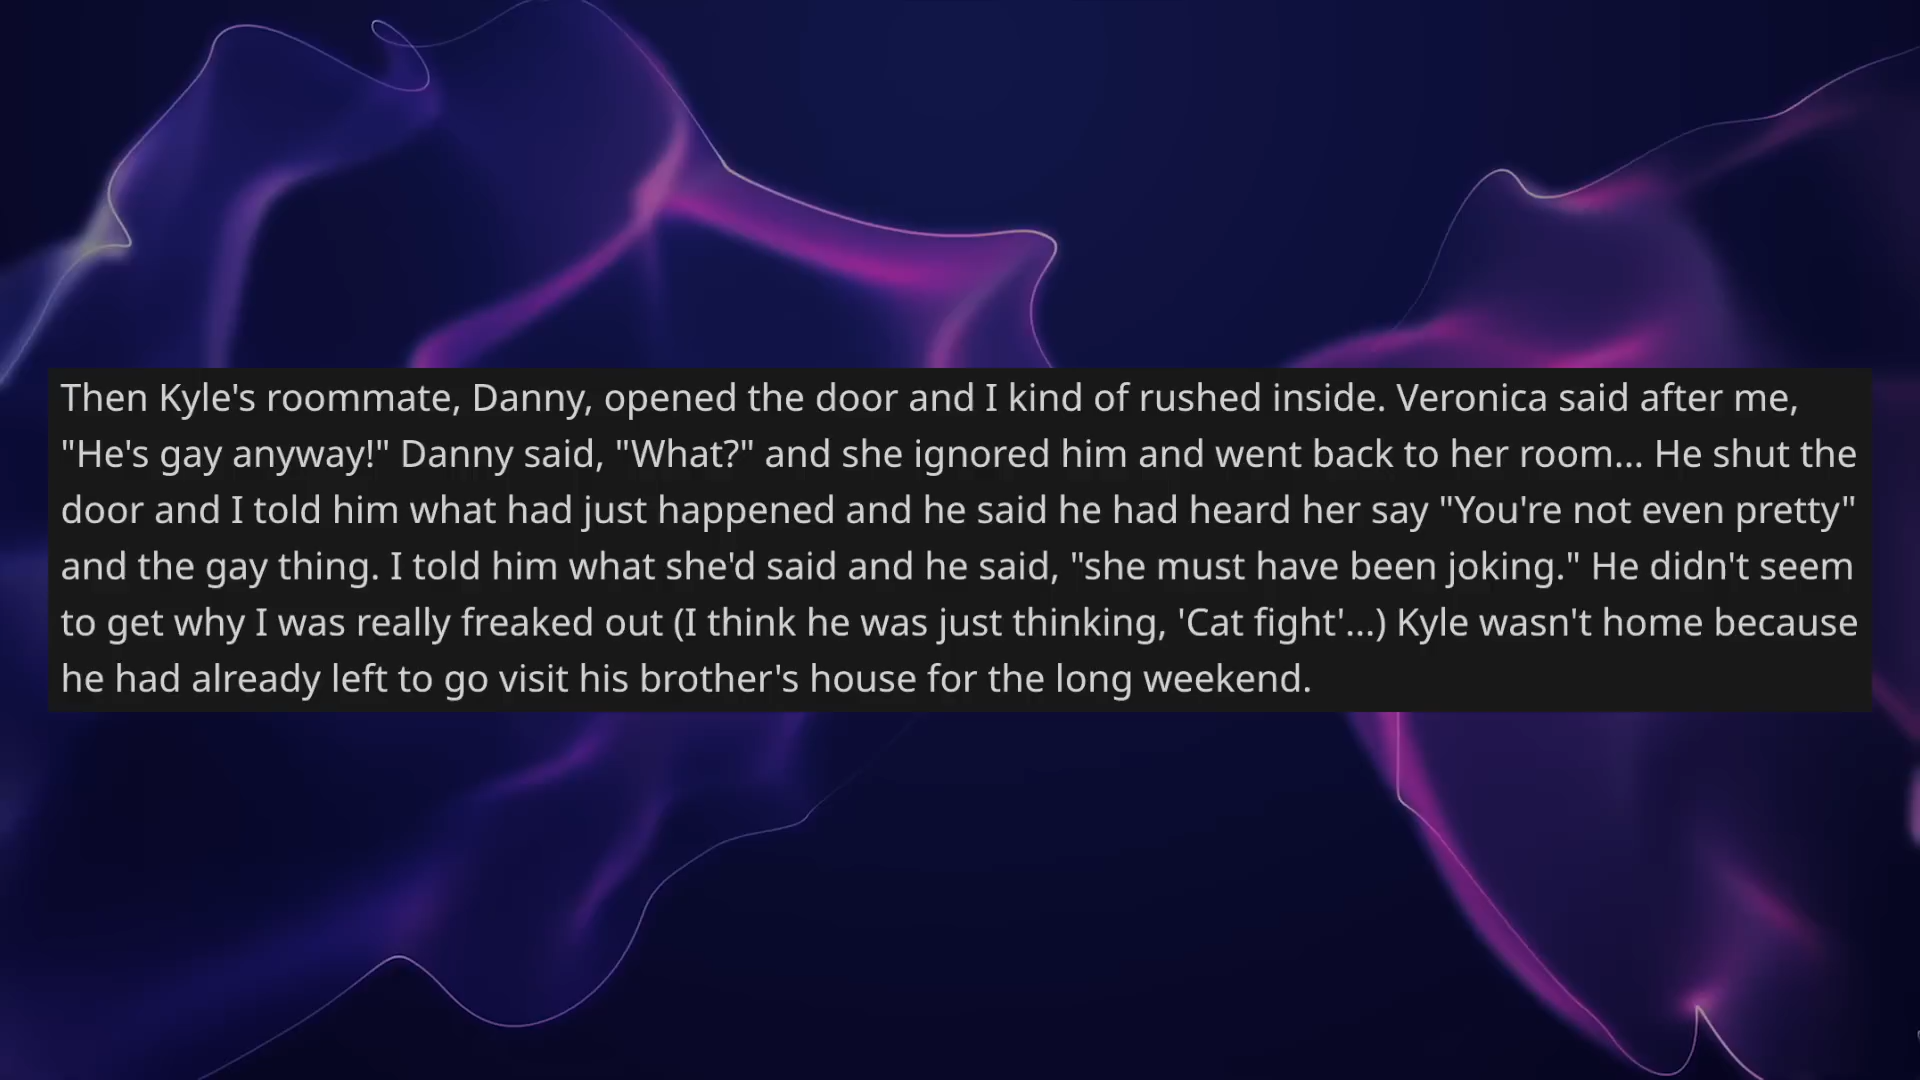 Then Kyle's roommate, Danny, opened the door and I kind of rushed inside. Veronica said after me,
"He's gay anyway!" Danny said, "What?" and she ignored him and went back to her room... He shut the
door and I told him what had just happened and he said he had heard her say "You're not even pretty"
and the gay thing. I told him what she'd said and he said, "she must have been joking." He didn't seem
to get why I was really freaked out (I think he was just thinking, 'Cat fight'...) Kyle wasn't home because
he had already left to go visit his brother's house for the long weekend.